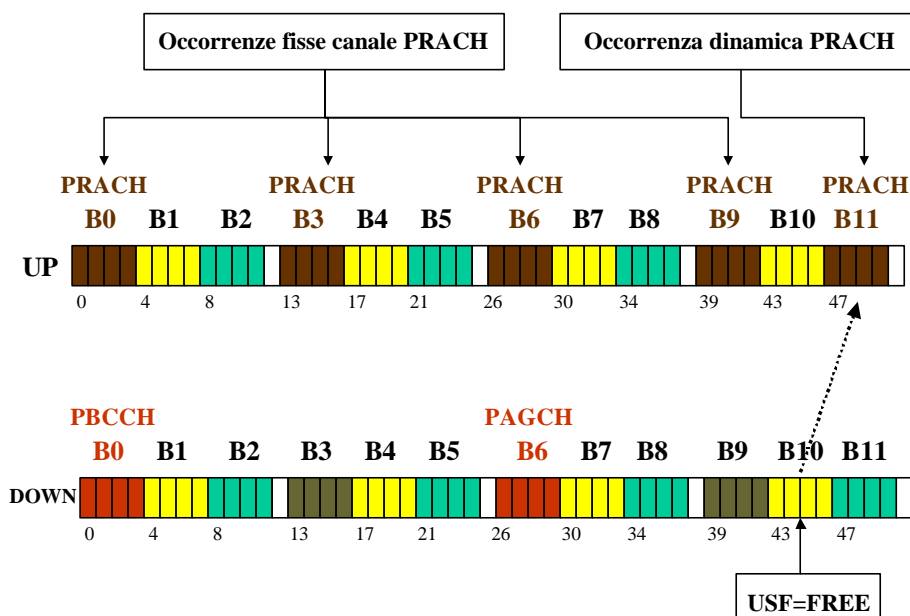 Occorrenze fisse canale PRACH
Occorrenza dinamica PRACH
PRACH PRACH PRACH PRACH PRACH
B0 B1 B2 B3 B4 B5 B6 B7 B8 B9 B10 B11
UP
0 4 8 13 17 21 26 30 34 39 43 47
PBCCH PAGCH
B0 B1 B2 B3 B4 B5 B6 B7 B8 B9 B10 B11
DOWN
0 4 8 13 17 21 26 30 34 39 43 47
USF=FREE